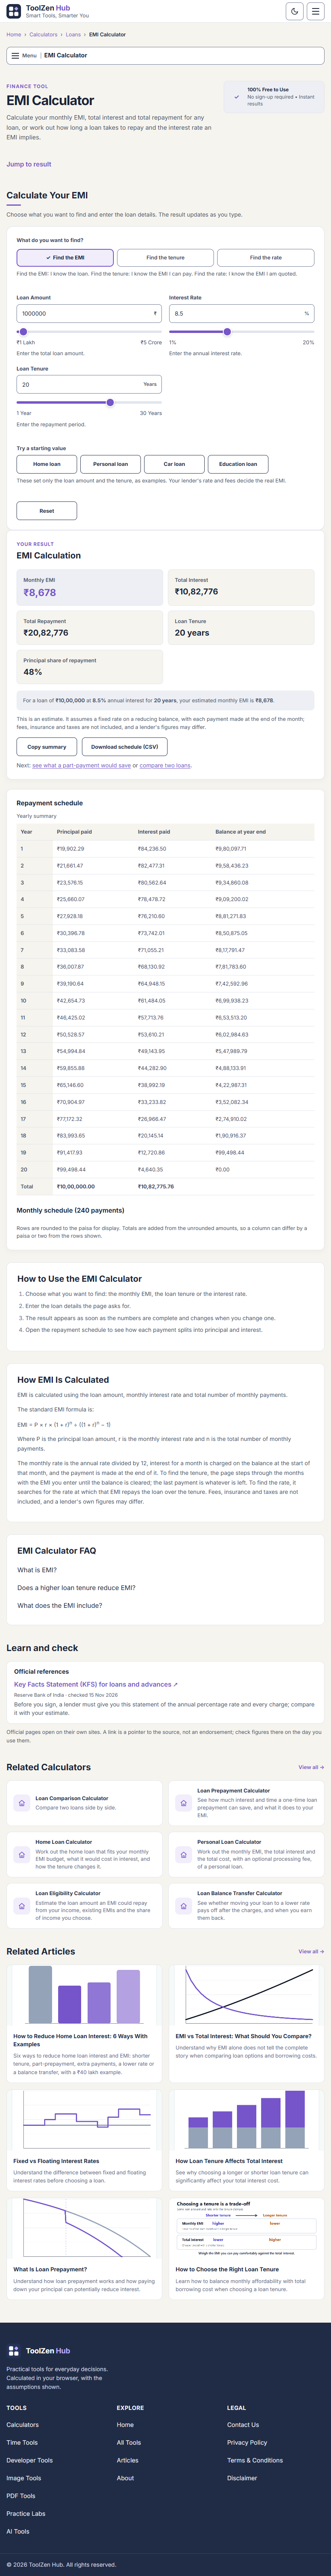 ToolZen Hub
Smart Tools, Smarter You
Home › Calculators › Loans › EMI Calculator
Menu | EMI Calculator
FINANCE TOOL
EMI Calculator
Calculate your monthly EMI, total interest and total repayment for any
loan, or work out how long a loan takes to repay and the interest rate an
EMI implies.
100% Free to Use
No sign-up required • Instant
results
Jump to result
Calculate Your EMI
Choose what you want to find and enter the loan details. The result updates as you type.
What do you want to find?
✓ Find the EMI
Find the tenure
Find the rate
Find the EMI: I know the loan. Find the tenure: I know the EMI I can pay. Find the rate: I know the EMI I am quoted.
Loan Amount
1000000 ₹
₹1 Lakh ₹5 Crore
Enter the total loan amount.
Interest Rate
8.5 %
1% 20%
Enter the annual interest rate.
Loan Tenure
20 Years
1 Year 30 Years
Enter the repayment period.
Try a starting value
Home loan
Personal loan
Car loan
Education loan
These set only the loan amount and the tenure, as examples. Your lender's rate and fees decide the real EMI.
Reset
YOUR RESULT
EMI Calculation
Monthly EMI
₹8,678
Total Interest
₹10,82,776
Total Repayment
₹20,82,776
Loan Tenure
20 years
Principal share of repayment
48%
For a loan of ₹10,00,000 at 8.5% annual interest for 20 years, your estimated monthly EMI is ₹8,678.
This is an estimate. It assumes a fixed rate on a reducing balance, with each payment made at the end of the month;
fees, insurance and taxes are not included, and a lender's figures may differ.
Copy summary
Download schedule (CSV)
Next: see what a part-payment would save or compare two loans.
Repayment schedule
Yearly summary
Year Principal paid Interest paid Balance at year end
1 ₹19,902.29 ₹84,236.50 ₹9,80,097.71
2 ₹21,661.47 ₹82,477.31 ₹9,58,436.23
3 ₹23,576.15 ₹80,562.64 ₹9,34,860.08
4 ₹25,660.07 ₹78,478.72 ₹9,09,200.02
5 ₹27,928.18 ₹76,210.60 ₹8,81,271.83
6 ₹30,396.78 ₹73,742.01 ₹8,50,875.05
7 ₹33,083.58 ₹71,055.21 ₹8,17,791.47
8 ₹36,007.87 ₹68,130.92 ₹7,81,783.60
9 ₹39,190.64 ₹64,948.15 ₹7,42,592.96
10 ₹42,654.73 ₹61,484.05 ₹6,99,938.23
11 ₹46,425.02 ₹57,713.76 ₹6,53,513.20
12 ₹50,528.57 ₹53,610.21 ₹6,02,984.63
13 ₹54,994.84 ₹49,143.95 ₹5,47,989.79
14 ₹59,855.88 ₹44,282.90 ₹4,88,133.91
15 ₹65,146.60 ₹38,992.19 ₹4,22,987.31
16 ₹70,904.97 ₹33,233.82 ₹3,52,082.34
17 ₹77,172.32 ₹26,966.47 ₹2,74,910.02
18 ₹83,993.65 ₹20,145.14 ₹1,90,916.37
19 ₹91,417.93 ₹12,720.86 ₹99,498.44
20 ₹99,498.44 ₹4,640.35 ₹0.00
Total ₹10,00,000.00 ₹10,82,775.76
Monthly schedule (240 payments)
Rows are rounded to the paisa for display. Totals are added from the unrounded amounts, so a column can differ by a
paisa or two from the rows shown.
How to Use the EMI Calculator
1. Choose what you want to find: the monthly EMI, the loan tenure or the interest rate.
2. Enter the loan details the page asks for.
3. The result appears as soon as the numbers are complete and changes when you change one.
4. Open the repayment schedule to see how each payment splits into principal and interest.
How EMI Is Calculated
EMI is calculated using the loan amount, monthly interest rate and total number of monthly payments.
The standard EMI formula is:
EMI = P × r × (1 + r)ⁿ ÷ ((1 + r)ⁿ − 1)
Where P is the principal loan amount, r is the monthly interest rate and n is the total number of monthly
payments.
The monthly rate is the annual rate divided by 12; interest for a month is charged on the balance at the start of
that month, and the payment is made at the end of it. To find the tenure, the page steps through the months
with the EMI you enter until the balance is cleared; the last payment is whatever is left. To find the rate, it
searches for the rate at which that EMI repays the loan over the tenure. Fees, insurance and taxes are not
included, and a lender's own figures may differ.
EMI Calculator FAQ
What is EMI?
Does a higher loan tenure reduce EMI?
What does the EMI include?
Learn and check
Official references
Key Facts Statement (KFS) for loans and advances ↗
Reserve Bank of India · checked 15 Nov 2026
Before you sign, a lender must give you this statement of the annual percentage rate and every charge; compare
it with your estimate.
Official pages open on their own sites. A link is a pointer to the source, not an endorsement; check figures there on the day you
use them.
Related Calculators
View all →
Loan Comparison Calculator
Compare two loans side by side.
Loan Prepayment Calculator
See how much interest and time a one-time loan
prepayment can save, and what it does to your
EMI.
Home Loan Calculator
Work out the home loan that fits your monthly
EMI budget, what it would cost in interest, and
how the tenure changes it.
Personal Loan Calculator
Work out the monthly EMI, the total interest and
the total cost, with an optional processing fee,
of a personal loan.
Loan Eligibility Calculator
Estimate the loan amount an EMI could repay
from your income, existing EMIs and the share
of income you choose.
Loan Balance Transfer Calculator
See whether moving your loan to a lower rate
pays off after the charges, and when you earn
them back.
Related Articles
View all →
How to Reduce Home Loan Interest: 6 Ways With
Examples
Six ways to reduce home loan interest and EMI: shorter
tenure, part-prepayment, extra payments, a lower rate or
a balance transfer, with a ₹40 lakh example.
EMI vs Total Interest: What Should You Compare?
Understand why EMI alone does not tell the complete
story when comparing loan options and borrowing costs.
Fixed vs Floating Interest Rates
Understand the difference between fixed and floating
interest rates before choosing a loan.
How Loan Tenure Affects Total Interest
See why choosing a shorter or longer loan tenure can
significantly affect your total interest cost.
What Is Loan Prepayment?
Understand how loan prepayment works and how paying
down your principal can potentially reduce interest.
Choosing a tenure is a trade-off
Shorter tenure Longer tenure
Monthly EMI higher lower
Total interest lower higher
Weigh the EMI you can pay comfortably against the total interest.
How to Choose the Right Loan Tenure
Learn how to balance monthly affordability with total
borrowing cost when choosing a loan tenure.
ToolZen Hub
Practical tools for everyday decisions.
Calculated in your browser, with the
assumptions shown.
TOOLS
Calculators
Time Tools
Developer Tools
Image Tools
PDF Tools
Practice Labs
AI Tools
EXPLORE
Home
All Tools
Articles
About
LEGAL
Contact Us
Privacy Policy
Terms & Conditions
Disclaimer
© 2026 ToolZen Hub. All rights reserved.